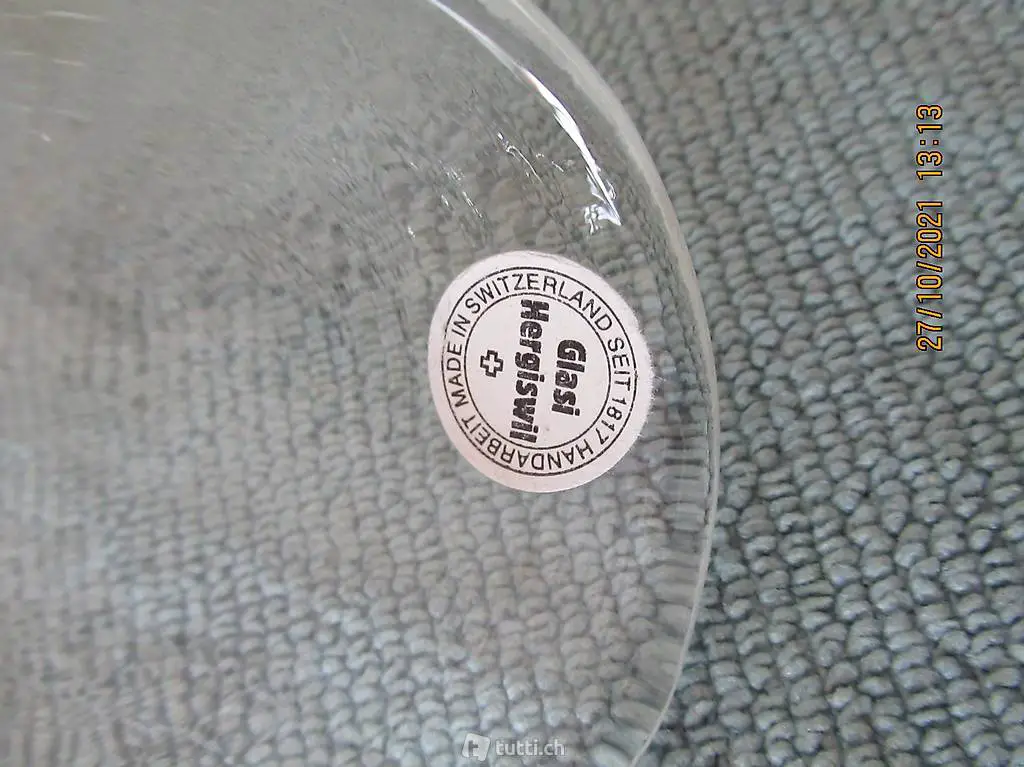 MADE IN SWITZERLAND SEIT 1817 HANDARBEIT
Glasi
Hergiswil
27/10/2021 13:13
tutti.ch